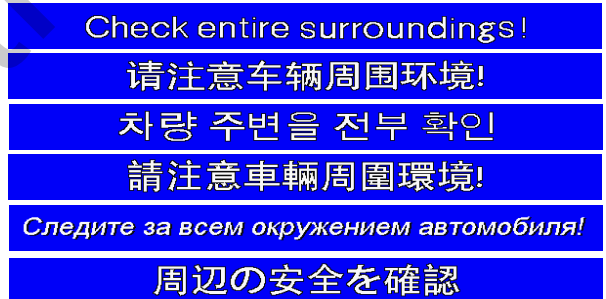 Check entire surroundings!
请注意车辆周围环境!
차량 주변을 전부 확인
請注意車輛周圍環境!
Следите за всем окружением автомобиля!
周辺の安全を確認